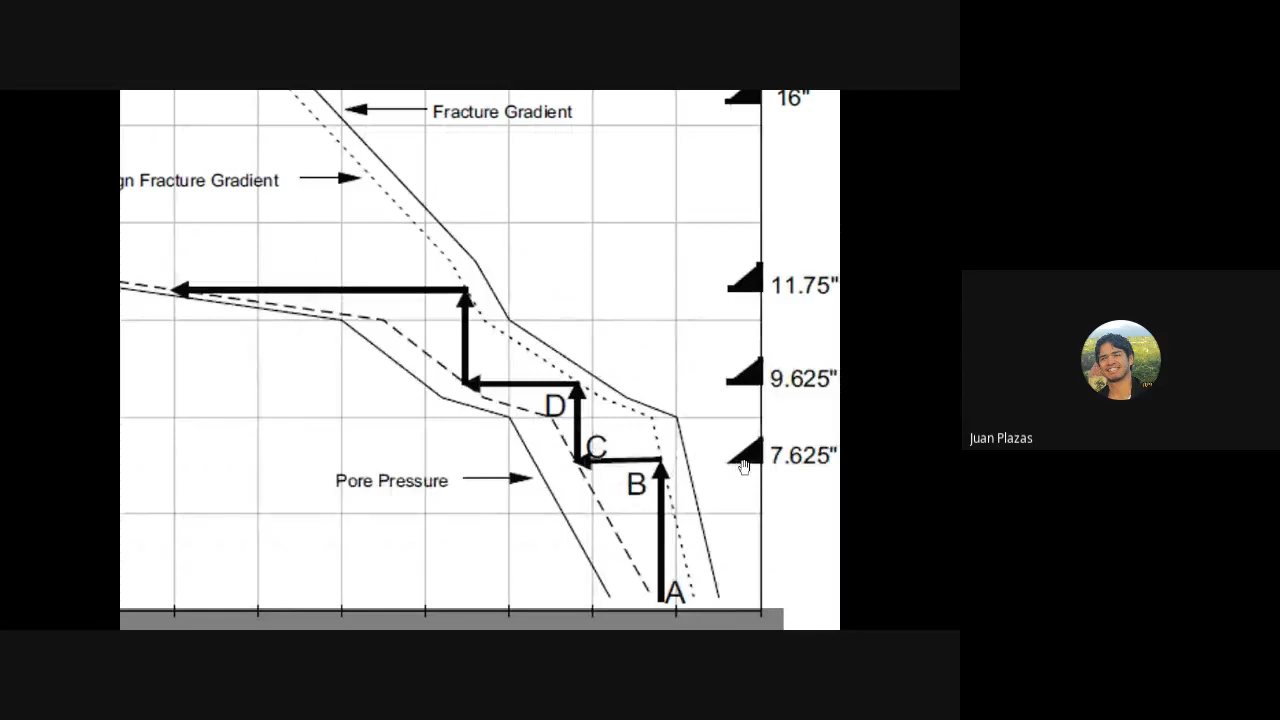 16"
Fracture Gradient
gn Fracture Gradient
11.75"
9.625"
D
C
7.625"
B
Pore Pressure
A
Juan Plazas